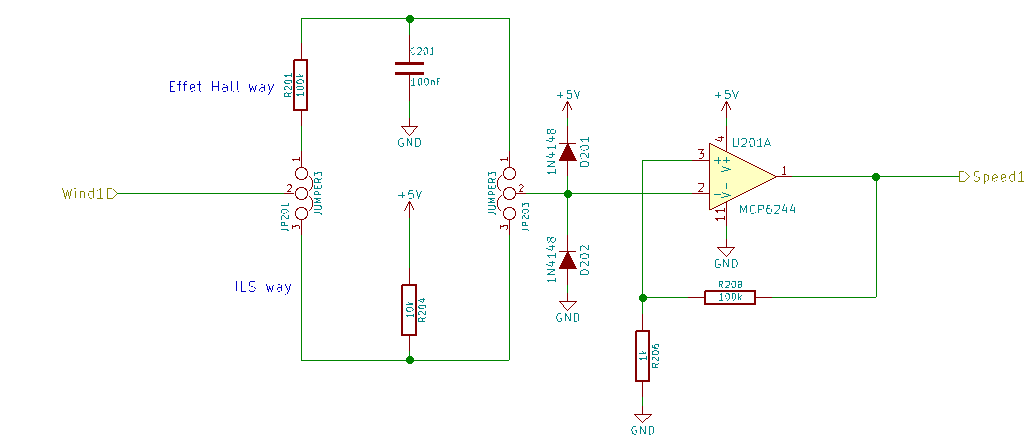 C201
100nF
GND
R201
100k
Effet Hall way
1
2
3
JP201
JUMPER3
Wind1
+5V
10k
R204
ILS way
1
2
3
JUMPER3
JP203
+5V
1N4148
D201
1N4148
D202
GND
+5V
4
U201A
3
+
V+
1
2
-
V-
11
MCP6244
GND
Speed1
R208
100k
1k
R206
GND